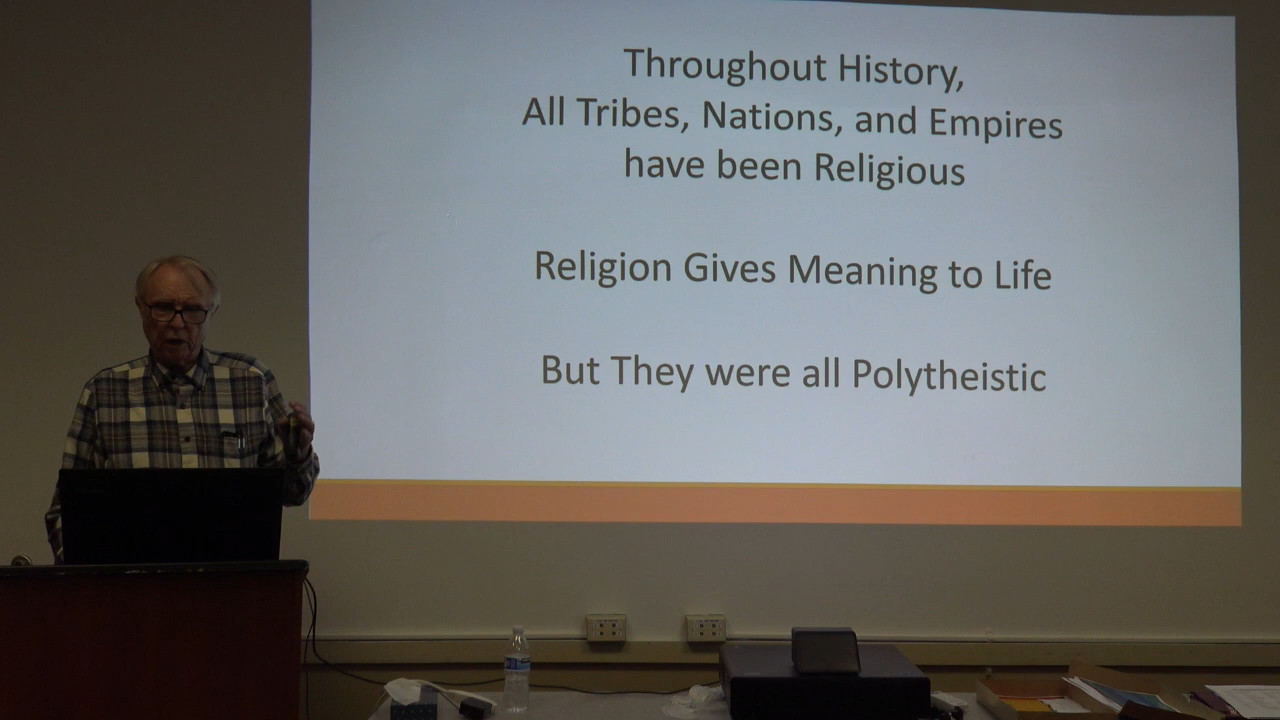 Throughout History,
All Tribes, Nations, and Empires
have been Religious
Religion Gives Meaning to Life
But They were all Polytheistic